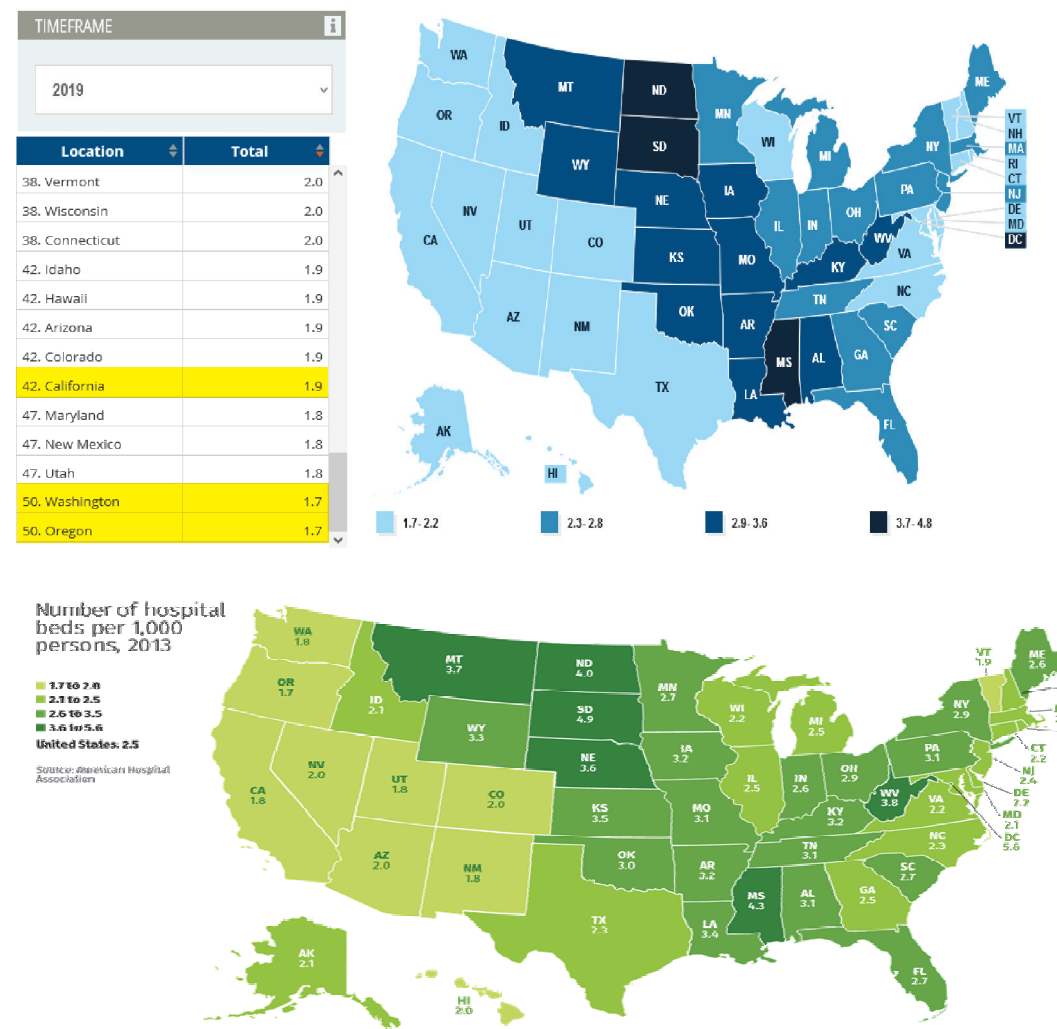 TIMEFRAME i
2019
Location Total
38. Vermont 2.0
38. Wisconsin 2.0
38. Connecticut 2.0
42. Idaho 1.9
42. Hawaii 1.9
42. Arizona 1.9
42. Colorado 1.9
42. California 1.9
47. Maryland 1.8
47. New Mexico 1.8
47. Utah 1.8
50. Washington 1.7
50. Oregon 1.7
WA
MT
ND
ME
OR
ID
MN
WI
SD
MI
NY
VT
NH
MA
RI
CT
NJ
DE
MD
DC
WY
IA
NE
PA
NV
UT
CO
CA
IL
IN
OH
WV
VA
KS
MO
KY
NC
TN
AZ
NM
OK
AR
SC
MS
AL
GA
TX
LA
FL
AK
HI
1.7- 2.2
2.3- 2.8
2.9- 3.6
3.7- 4.8
Number of hospital
beds per 1,000
persons, 2013
1.7 to 2.0
2.1 to 2.5
2.6 to 3.5
3.6 to 5.6
United States: 2.5
Source: American Hospital
Association
WA
1.8
MT
3.7
ND
4.0
VT
1.9
ME
2.6
OR
1.7
ID
2.1
MN
2.7
SD
4.9
WI
2.2
MI
2.5
NY
2.9
WY
3.3
IA
3.2
NE
3.6
PA
3.1
CT
2.2
NJ
2.4
DE
2.2
MD
2.1
DC
5.6
NV
2.0
UT
1.8
CO
2.0
CA
1.8
IL
2.5
IN
2.6
OH
2.9
WV
3.8
VA
2.2
KS
3.5
MO
3.1
KY
3.2
NC
2.3
TN
3.1
AZ
2.0
NM
1.8
OK
3.0
AR
3.2
SC
2.7
MS
4.3
AL
3.1
GA
2.5
TX
2.3
LA
3.4
FL
2.7
AK
2.1
HI
2.0